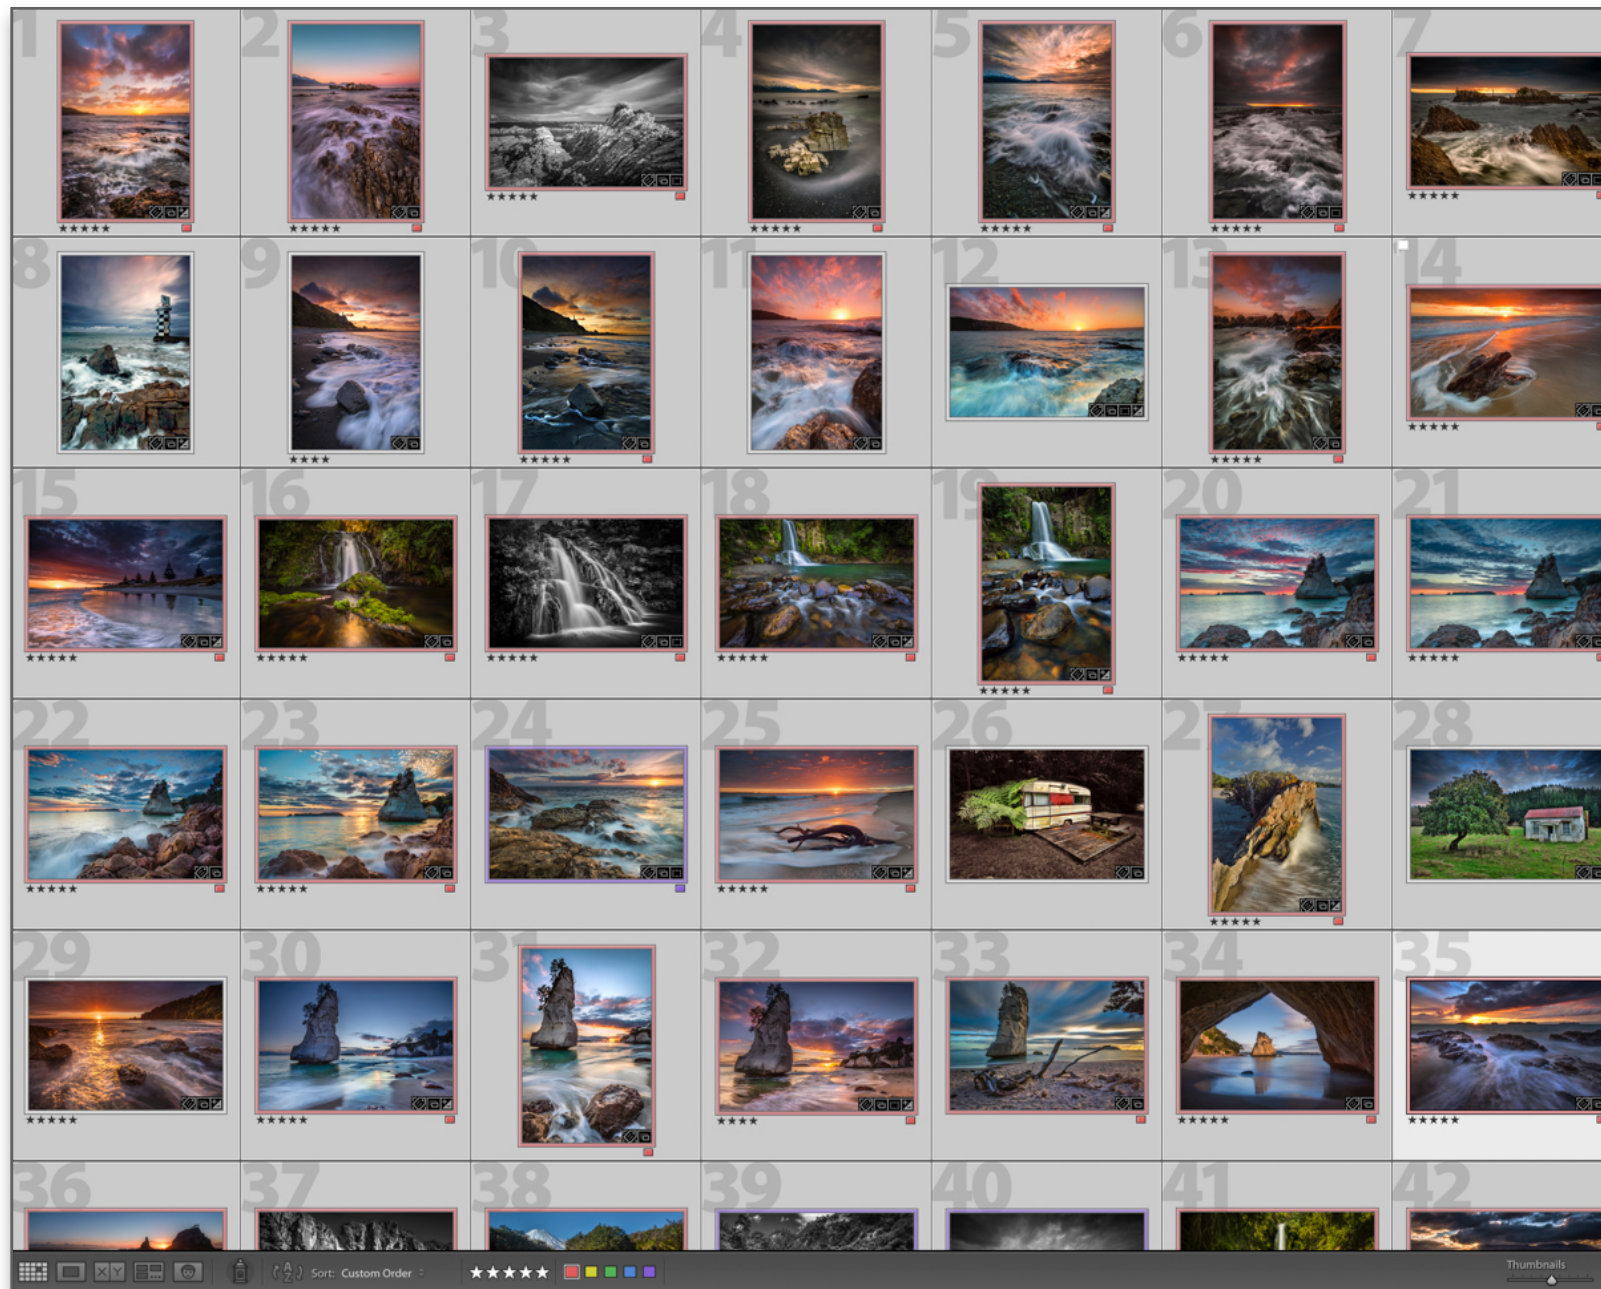 1 2 3 4 5 6 7
8 9 10 11 12 13 14
15 16 17 18 19 20 21
22 23 24 25 26 27 28
29 30 31 32 33 34 35
36 37 38 39 40 41 42
XY
AZ
Sort: Custom Order
Thumbnails